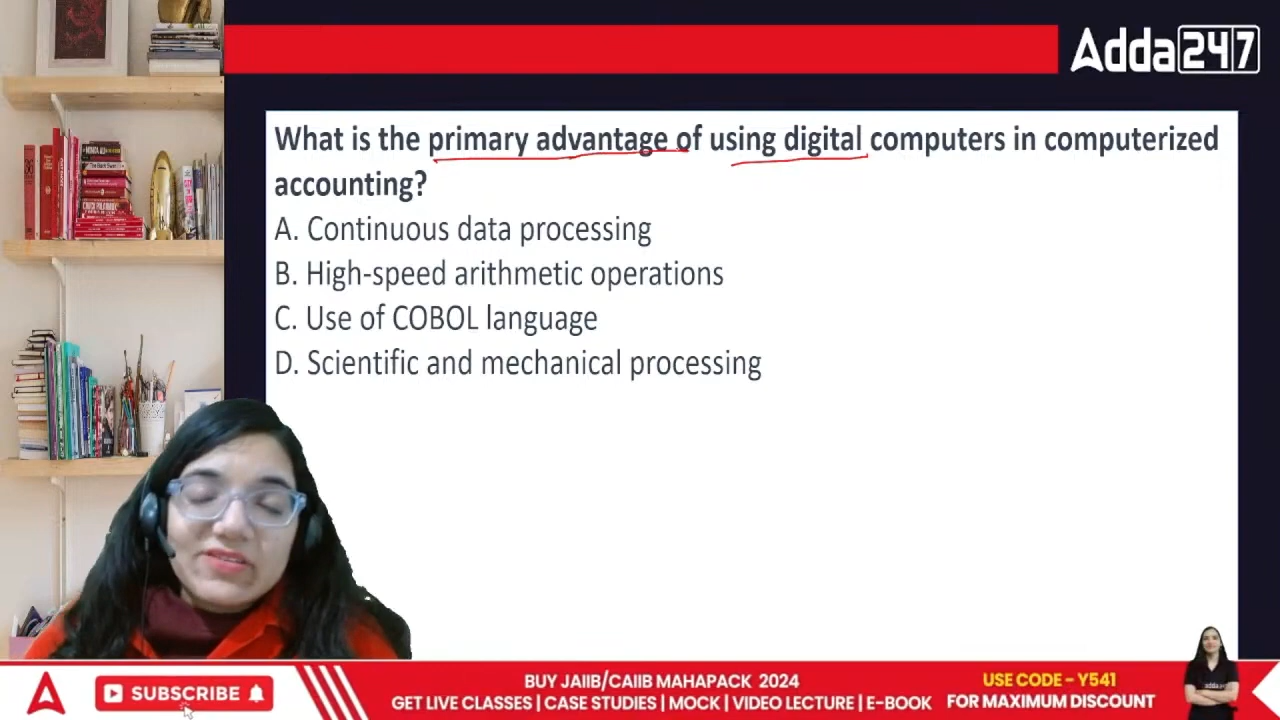 Adda 247
What is the primary advantage of using digital computers in computerized
accounting?
A. Continuous data processing
B. High-speed arithmetic operations
C. Use of COBOL language
D. Scientific and mechanical processing
SUBSCRIBE
BUY JAIIB/CAIIB MAHAPACK 2024
GET LIVE CLASSES | CASE STUDIES | MOCK | VIDEO LECTURE | E-BOOK
USE CODE - Y541
FOR MAXIMUM DISCOUNT